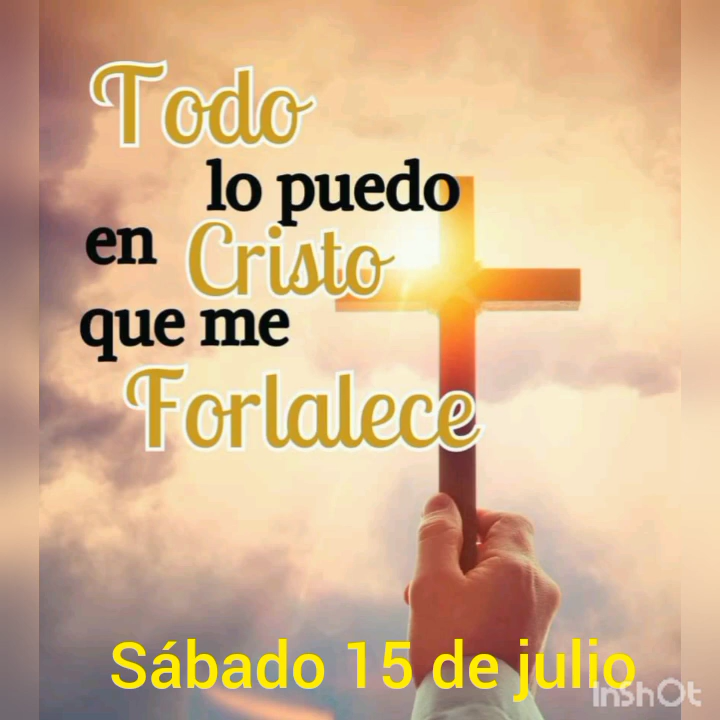 Todo
lo puedo
en Cristo
que me
Forlalece
Sábado 15 de julio
InShOt